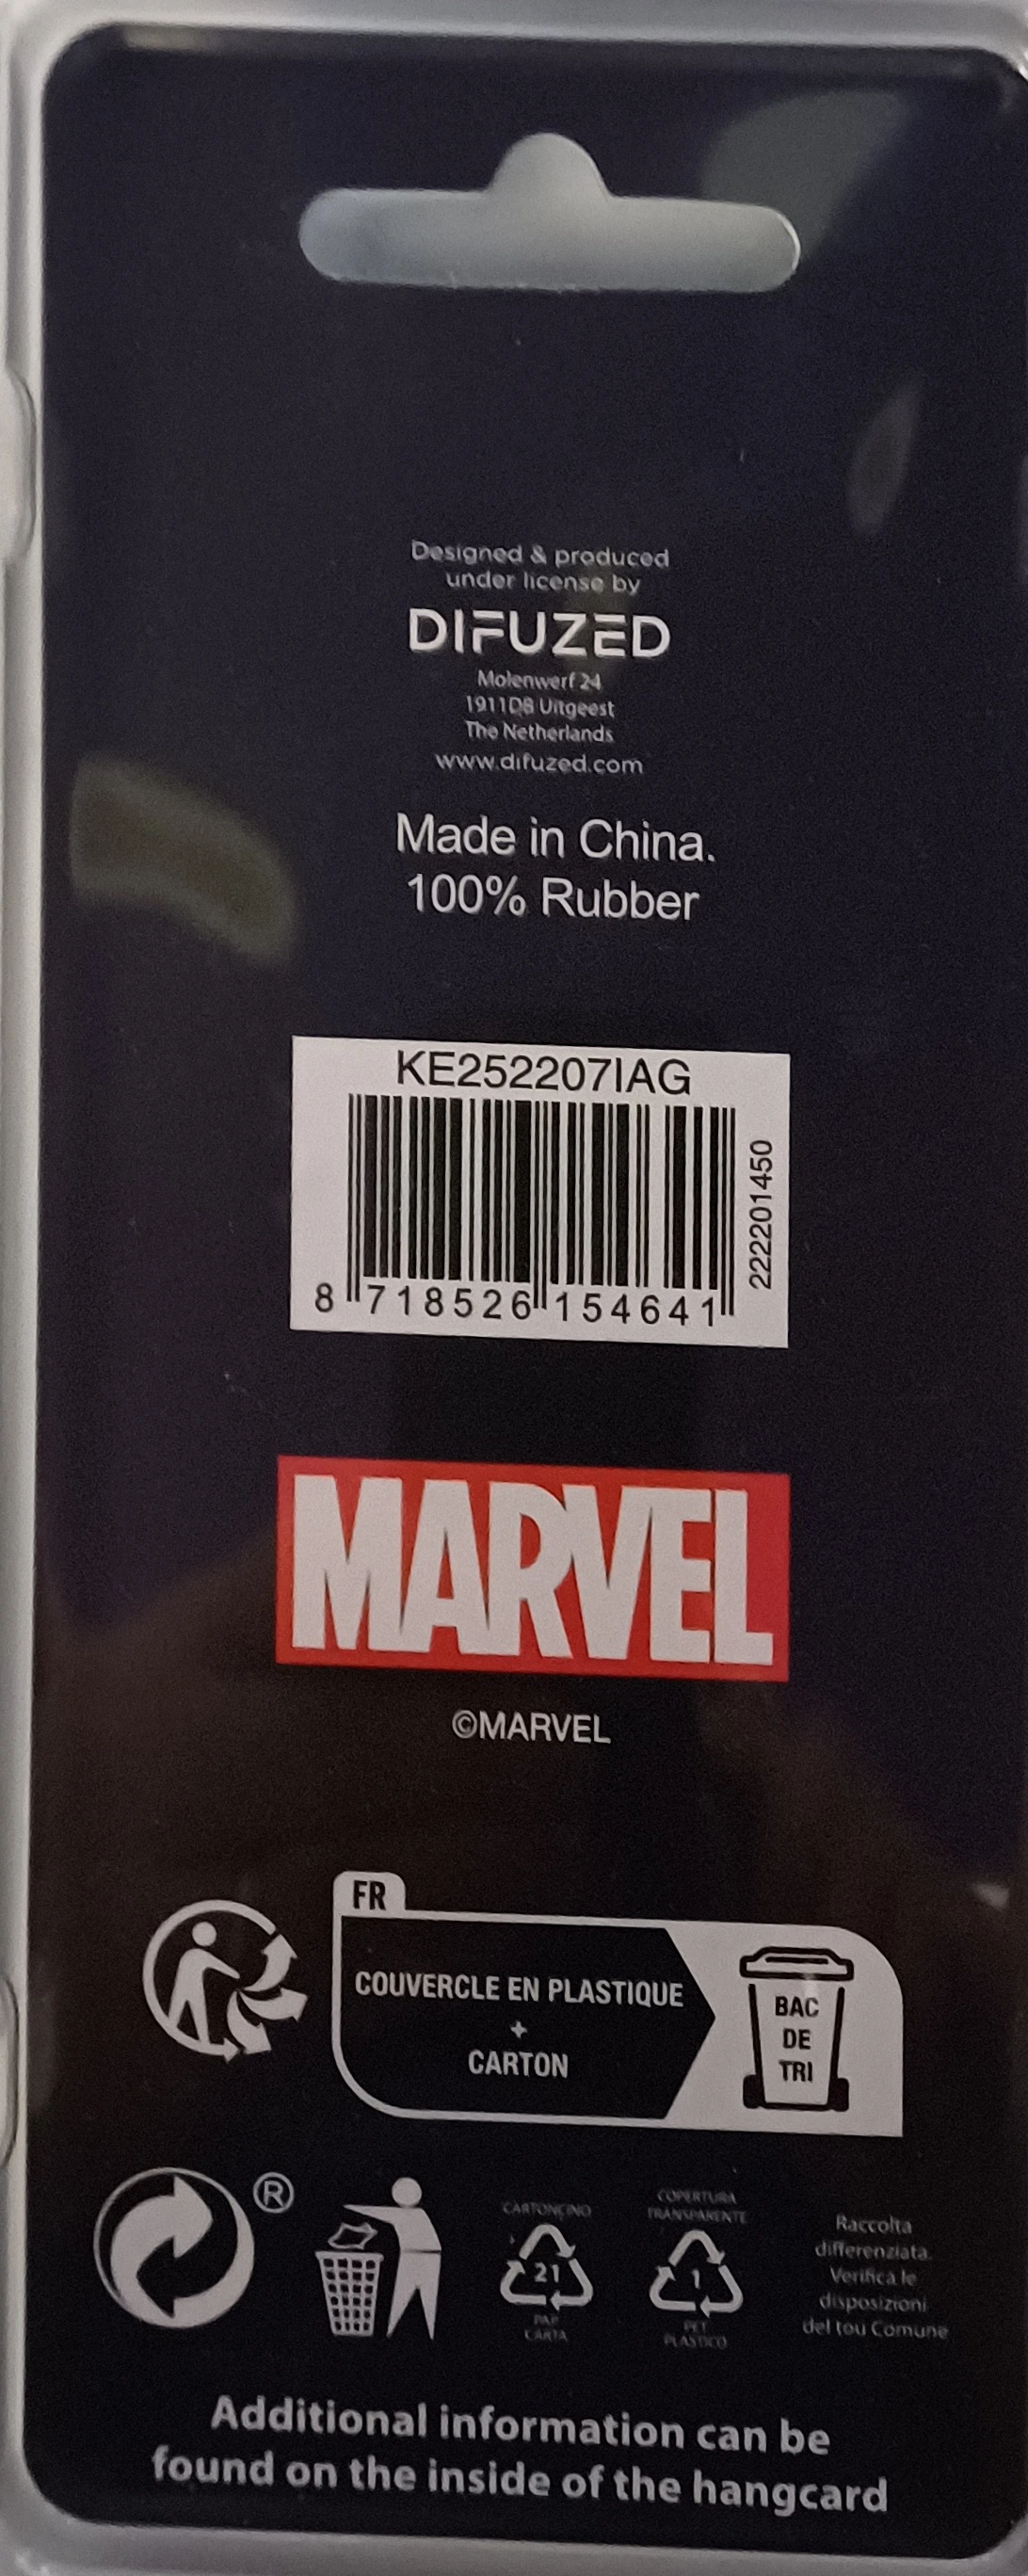 Designed & produced
under license by
DIFUZED
Molenwerf 24
1911DB Uitgeest
The Netherlands
www.difuzed.com
Made in China.
100% Rubber
KE252207IAG
222201450
8 718526 154641
MARVEL
©MARVEL
FR
COUVERCLE EN PLASTIQUE
+
CARTON
BAC
DE
TRI
®
CARTONCINO
21
PAP
CARTA
COPERTURA
TRANSPARENTE
1
PET
PLASTICO
Raccolta
differenziata.
Verifica le
disposizioni
del tou Comune
Additional information can be
found on the inside of the hangcard